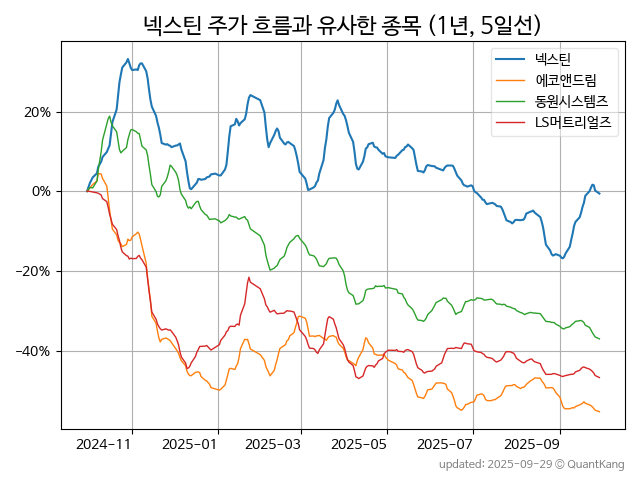 넥스틴 주가 흐름과 유사한 종목 (1년, 5일선)
넥스틴
에코앤드림
동원시스템즈
LS머트리얼즈
20%
0%
−20%
−40%
2024-11
2025-01
2025-03
2025-05
2025-07
2025-09
updated: 2025-09-29 © QuantKang